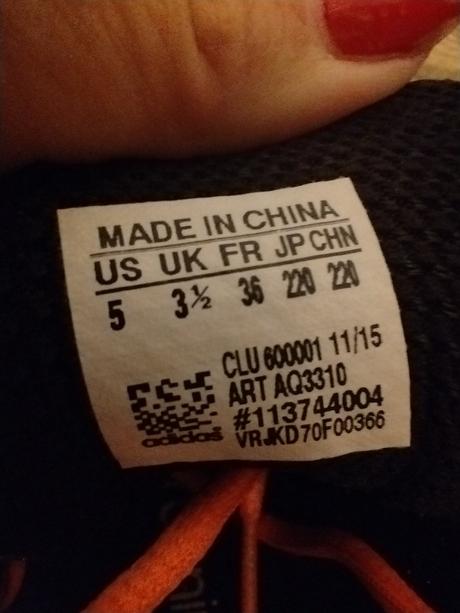 MADE IN CHINA
US UK FR JP CHN
5 3½ 36 220 220
CLU 600001 11/15
ART AQ3310
#113744004
VRJKD70F00366
adidas